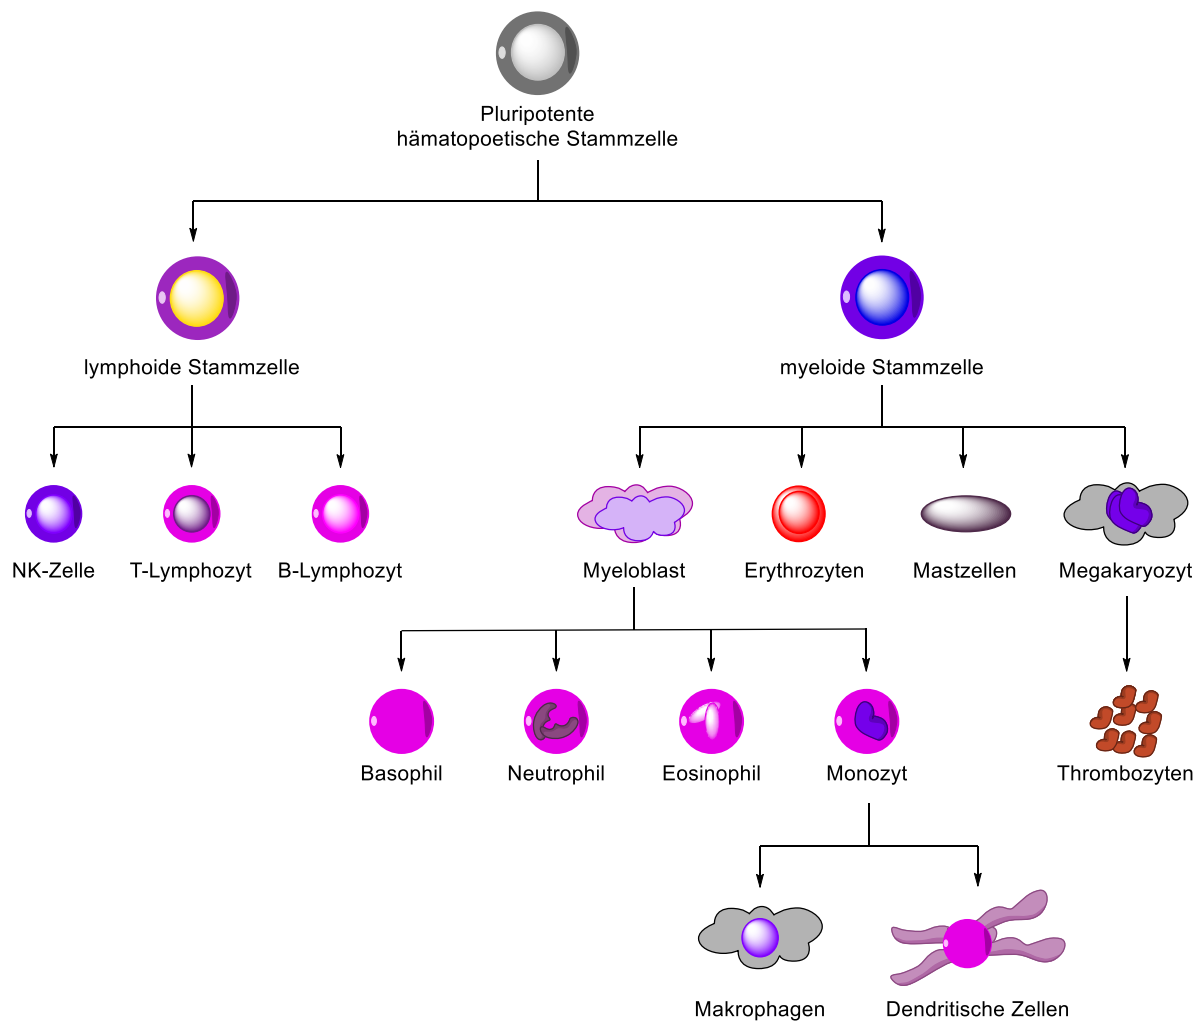 Pluripotente
hämatopoetische Stammzelle
lymphoide Stammzelle
myeloide Stammzelle
NK-Zelle
T-Lymphozyt
B-Lymphozyt
Myeloblast
Erythrozyten
Mastzellen
Megakaryozyt
Basophil
Neutrophil
Eosinophil
Monozyt
Thrombozyten
Makrophagen
Dendritische Zellen